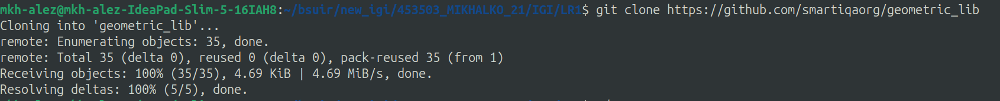 mkh-alez@mkh-alez-IdeaPad-Slim-5-16IAH8:~/bsuir/new_igi/453503_MIKHALKO_21/IGI/LR1$ git clone https://github.com/smartiqaorg/geometric_lib
Cloning into 'geometric_lib'...
remote: Enumerating objects: 35, done.
remote: Total 35 (delta 0), reused 0 (delta 0), pack-reused 35 (from 1)
Receiving objects: 100% (35/35), 4.69 KiB | 4.69 MiB/s, done.
Resolving deltas: 100% (5/5), done.